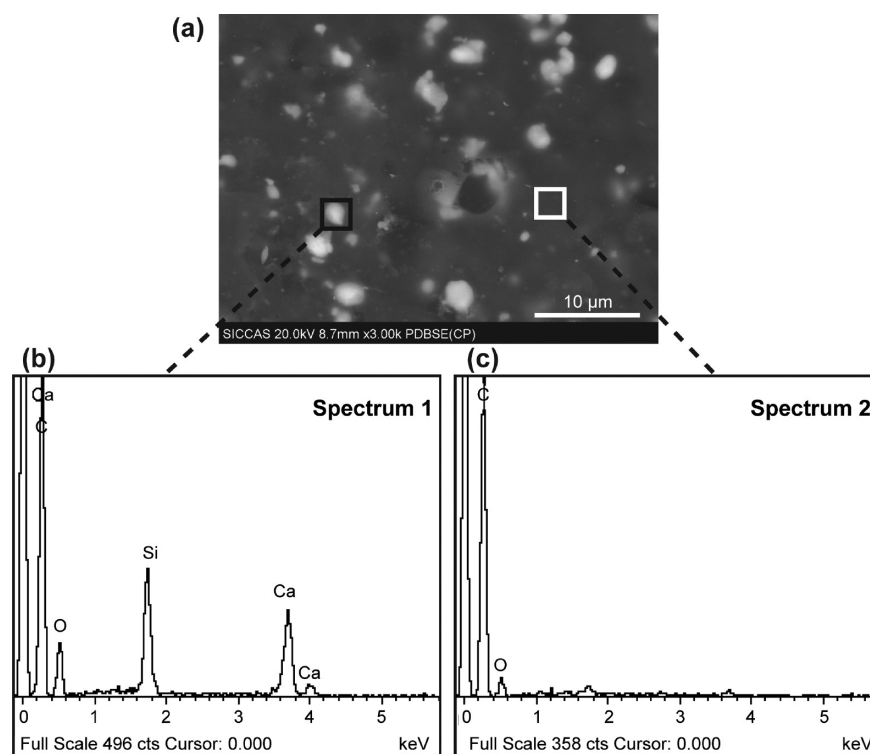 (a)
10 µm
SICCAS 20.0kV 8.7mm x3.00k PDBSE(CP)
(b)
Spectrum 1
Ca
C
Si
Ca
O
Ca
0 1 2 3 4 5
Full Scale 496 cts Cursor: 0.000 keV
(c)
Spectrum 2
C
O
0 1 2 3 4 5
Full Scale 358 cts Cursor: 0.000 keV